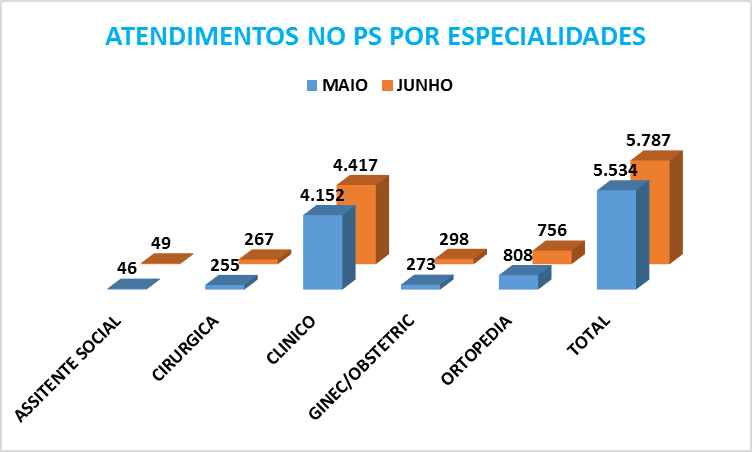 ATENDIMENTOS NO PS POR ESPECIALIDADES
MAIO JUNHO
46 49 255 267 4.152 4.417 273 298 808 756 5.534 5.787
ASSITENTE SOCIAL
CIRURGICA
CLINICO
GINEC/OBSTETRIC
ORTOPEDIA
TOTAL